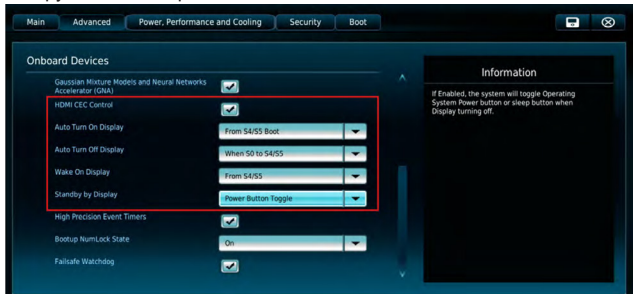 Main Advanced Power, Performance and Cooling Security Boot
Onboard Devices
Gaussian Mixture Models and Neural Networks
Accelerator (GNA)
HDMI CEC Control
Auto Turn On Display From S4/S5 Boot
Auto Turn Off Display When S0 to S4/S5
Wake On Display From S4/S5
Standby by Display Power Button Toggle
High Precision Event Timers
Bootup NumLock State On
Failsafe Watchdog
Information
If Enabled, the system will toggle Operating
System Power button or sleep button when
Display turning off.